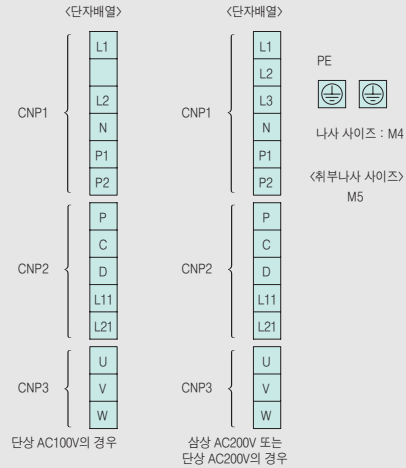 〈단자배열〉
CNP1
L1
L2
N
P1
P2
CNP2
P
C
D
L11
L21
CNP3
U
V
W
단상 AC100V의 경우
〈단자배열〉
CNP1
L1
L2
L3
N
P1
P2
CNP2
P
C
D
L11
L21
CNP3
U
V
W
삼상 AC200V 또는
단상 AC200V의 경우
PE
나사 사이즈 : M4
〈취부나사 사이즈〉
M5